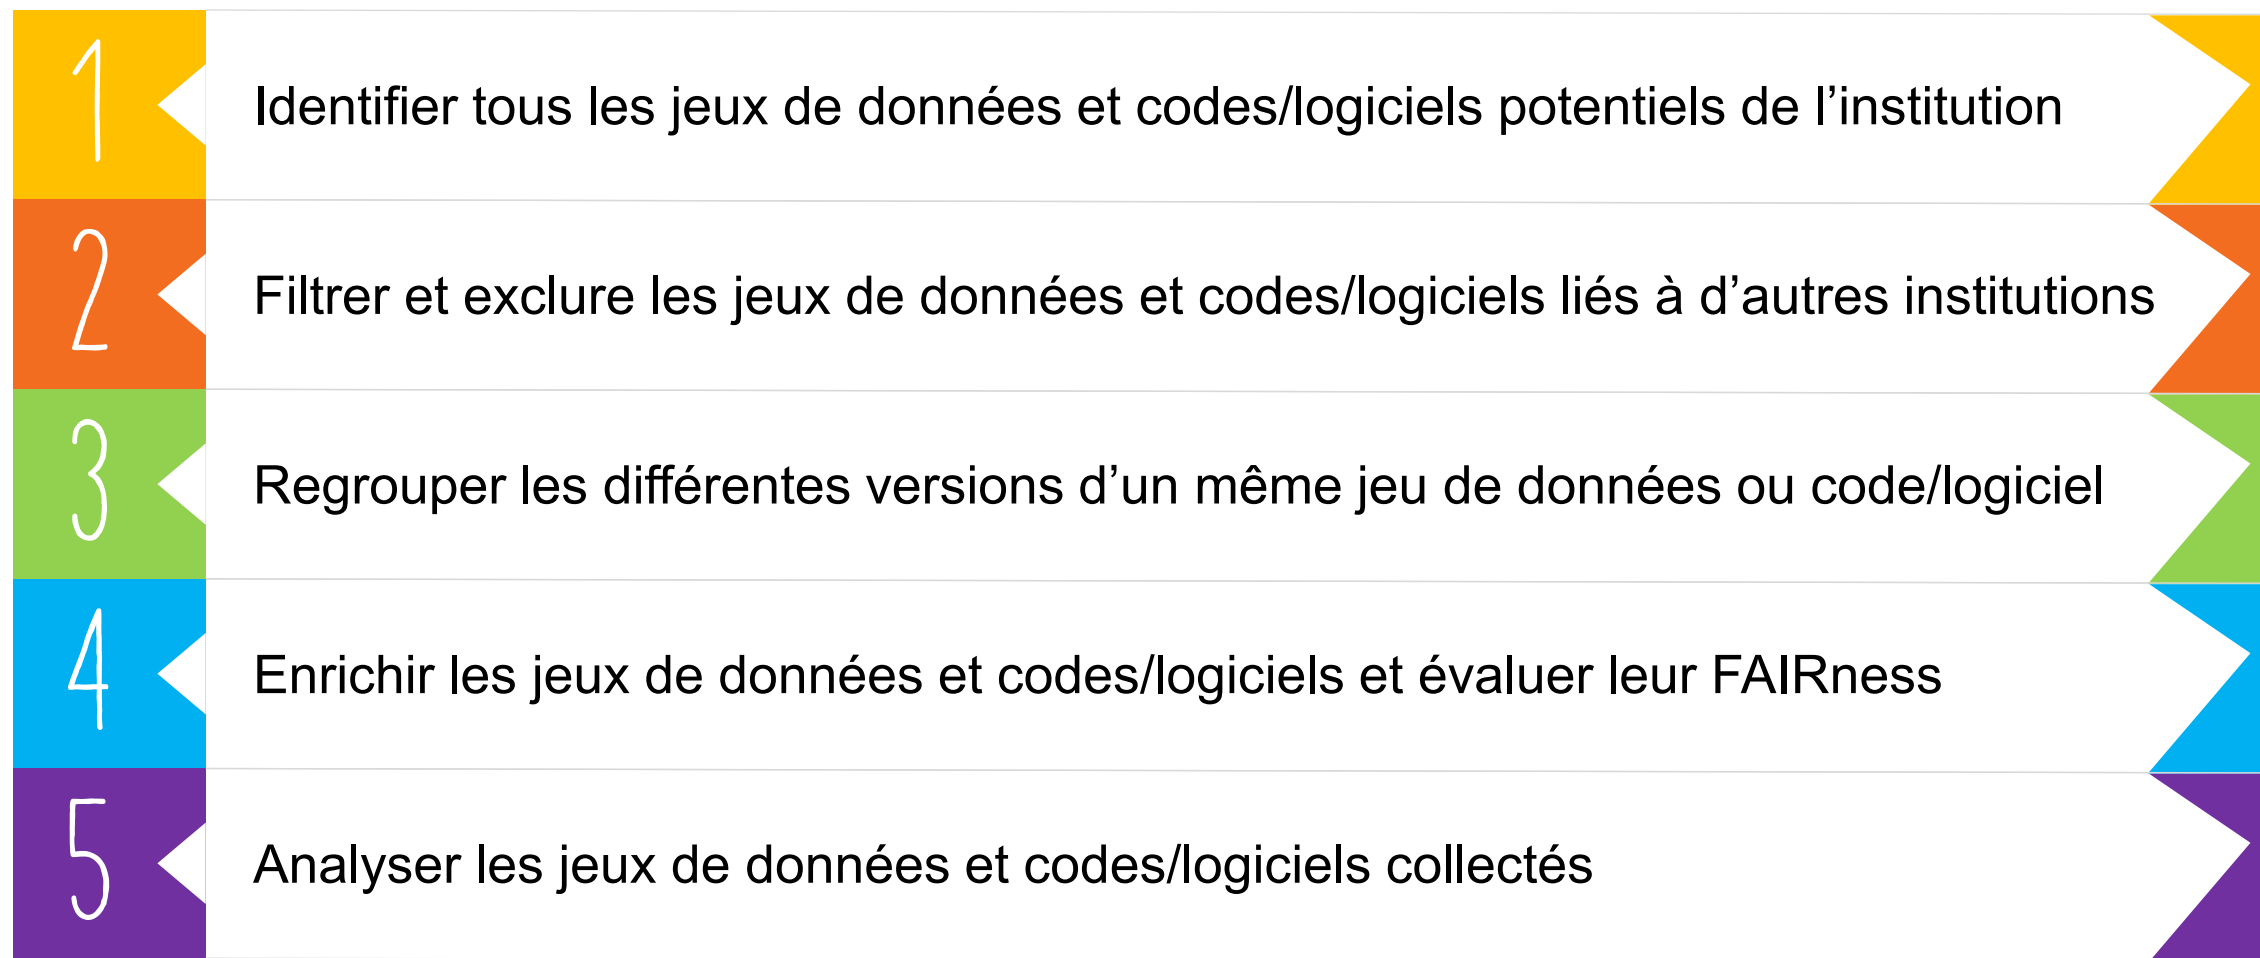 1
Identifier tous les jeux de données et codes/logiciels potentiels de l’institution
2
Filtrer et exclure les jeux de données et codes/logiciels liés à d’autres institutions
3
Regrouper les différentes versions d’un même jeu de données ou code/logiciel
4
Enrichir les jeux de données et codes/logiciels et évaluer leur FAIRness
5
Analyser les jeux de données et codes/logiciels collectés